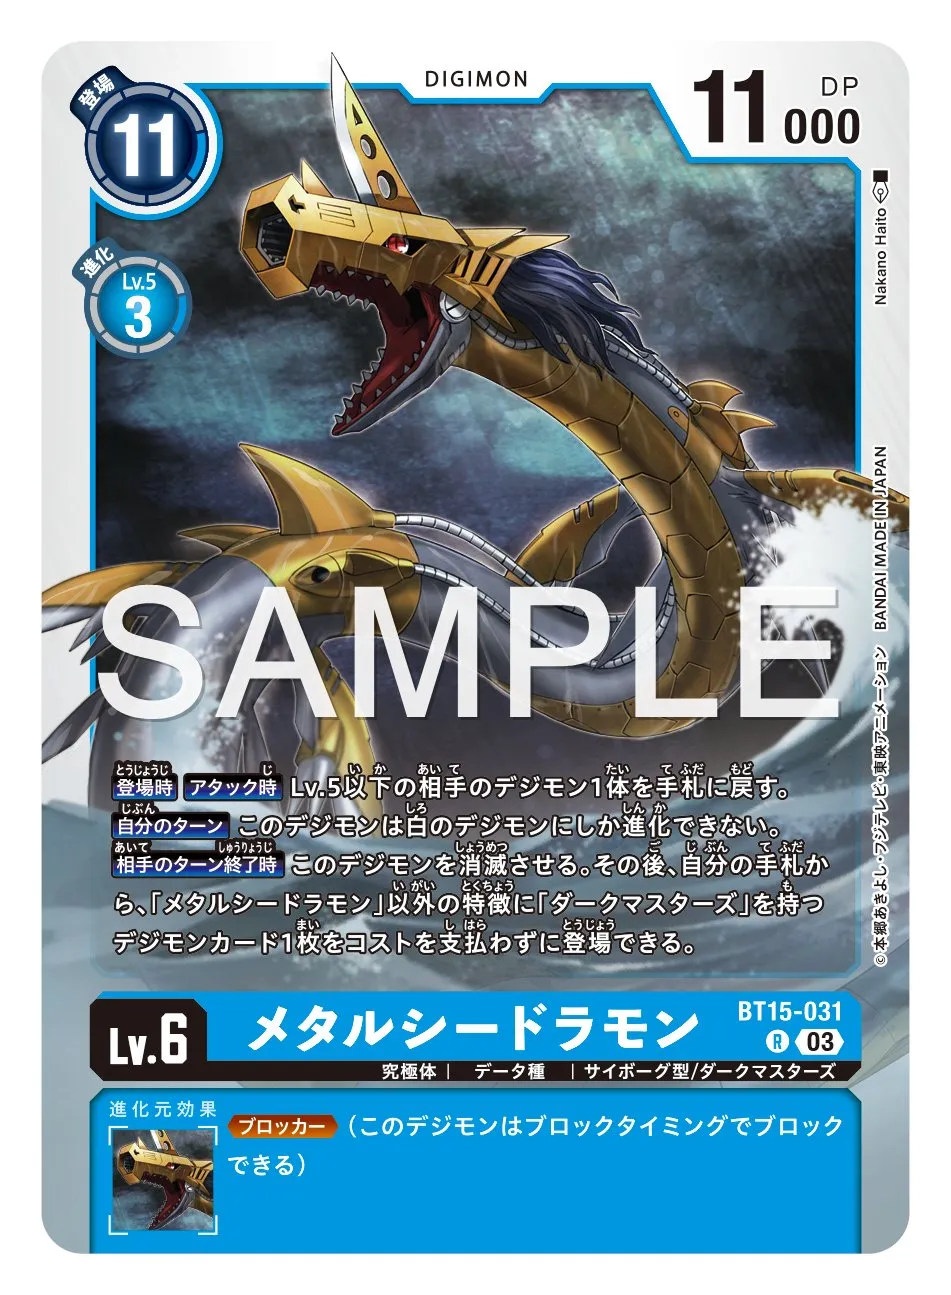 DIGIMON
登場
11
11000
DP
進化
Lv.5
3
Nakano Haito
©本郷あきよし・フジテレビ・東映アニメーション BANDAI MADE IN JAPAN
SAMPLE
登場時 アタック時 Lv.5以下の相手のデジモン1体を手札に戻す。
自分のターン このデジモンは白のデジモンにしか進化できない。
相手のターン終了時 このデジモンを消滅させる。その後、自分の手札か
ら、「メタルシードラモン」以外の特徴に「ダークマスターズ」を持つ
デジモンカード1枚をコストを支払わずに登場できる。
Lv.6
メタルシードラモン
BT15-031
R 03
究極体 | データ種 | サイボーグ型/ダークマスターズ
進化元効果
ブロッカー (このデジモンはブロックタイミングでブロック
できる)